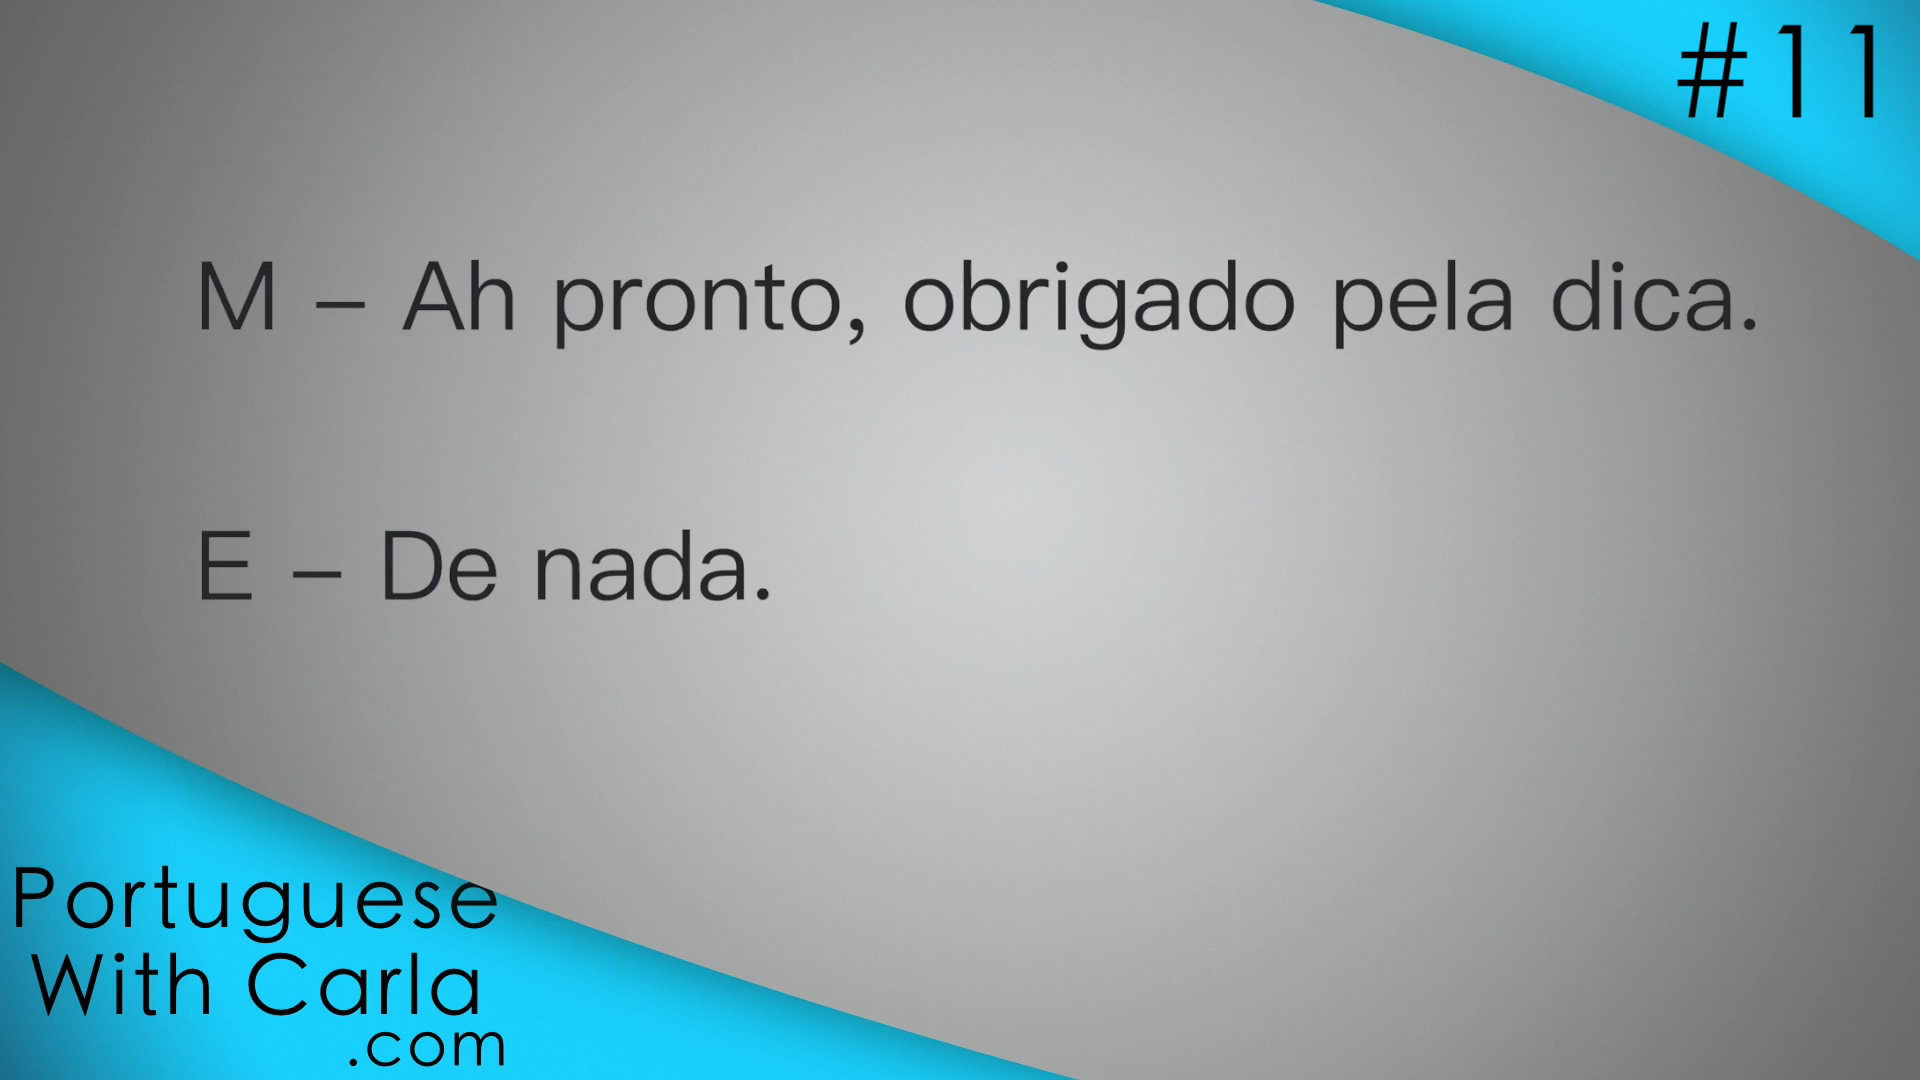 #11
M – Ah pronto, obrigado pela dica.
E – De nada.
Portuguese
With Carla
.com